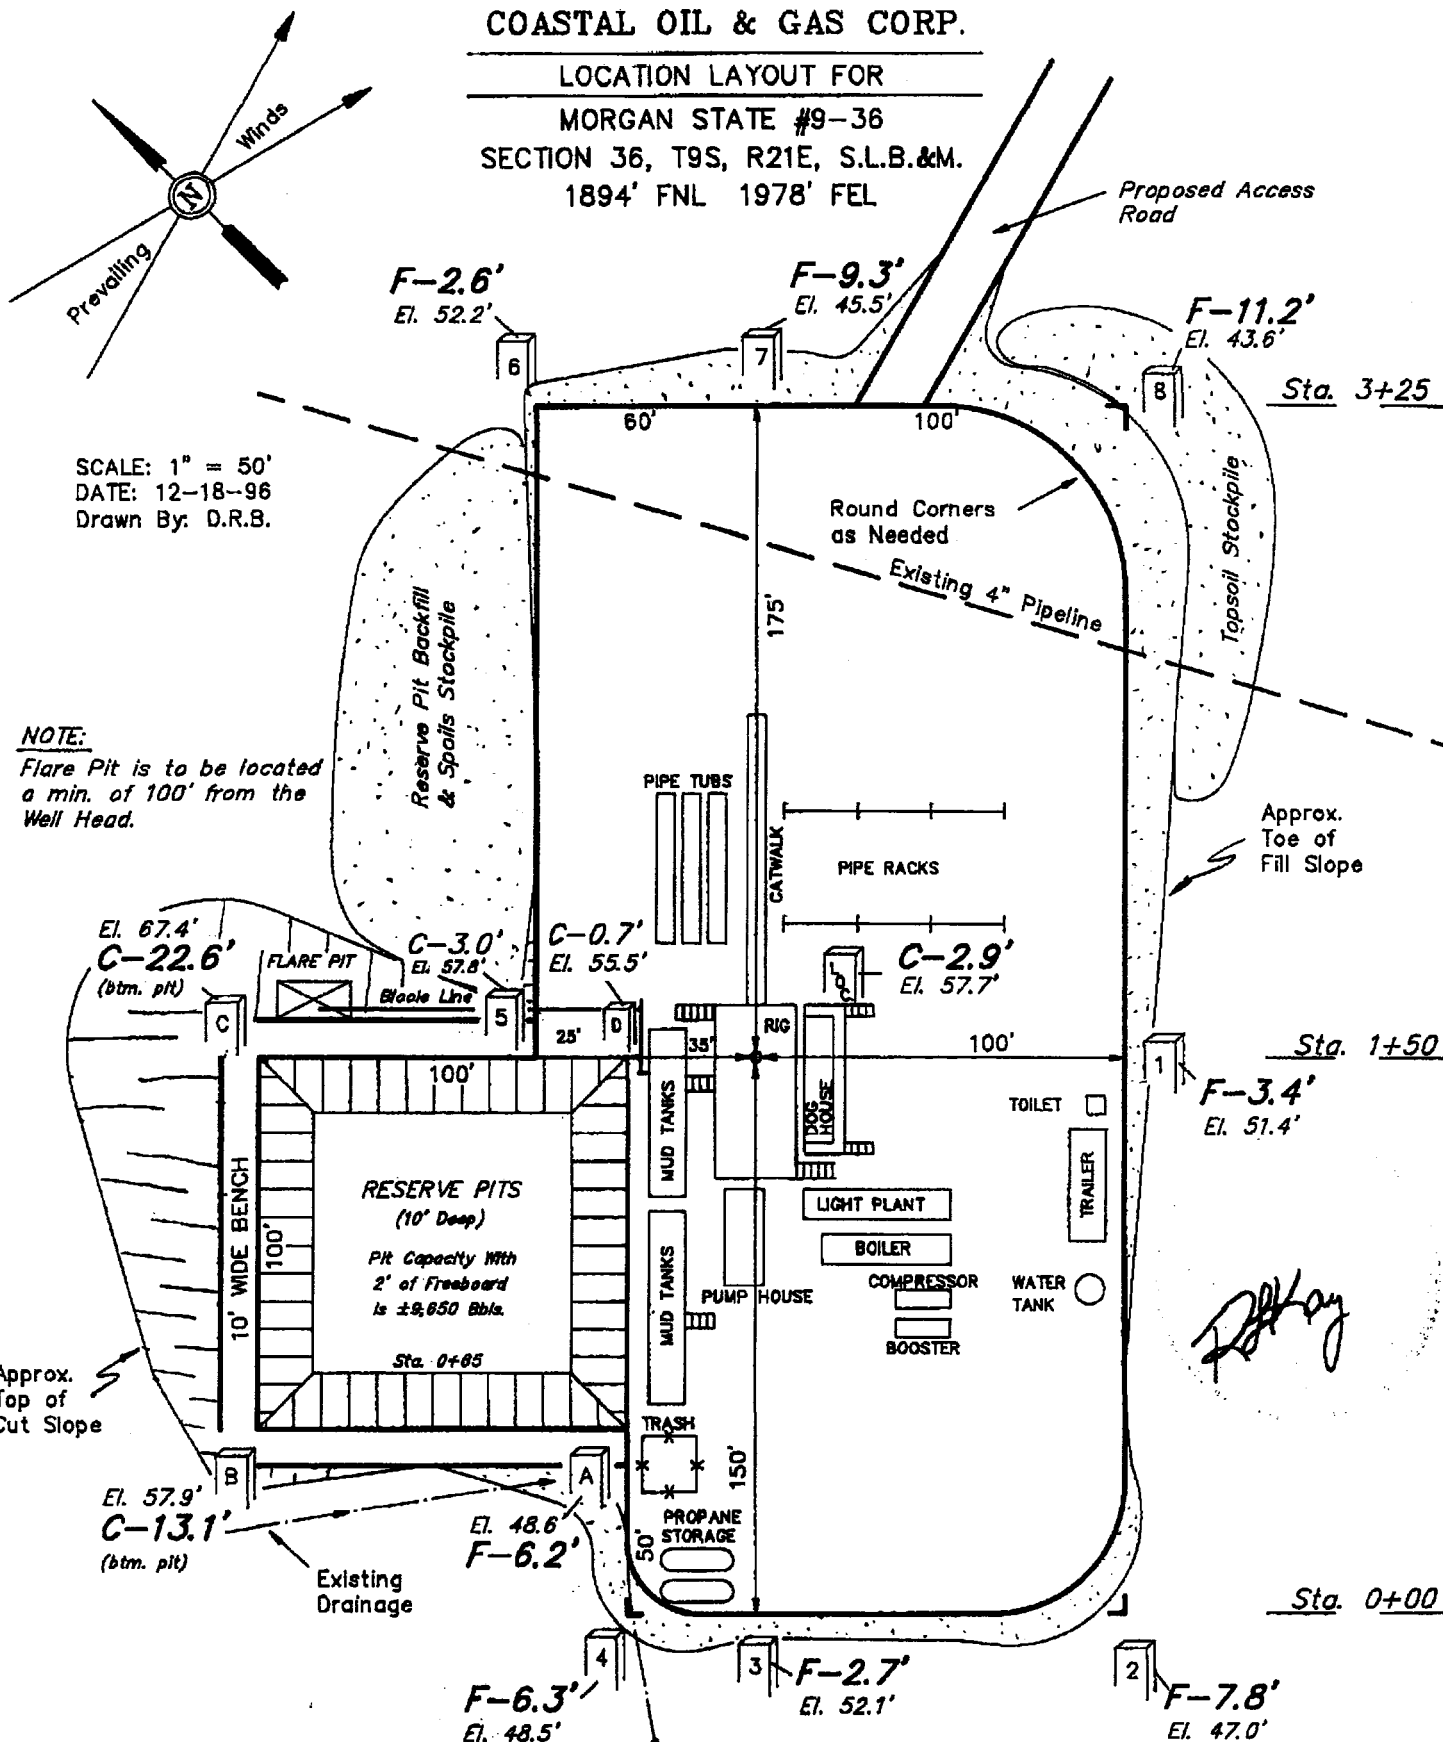 COASTAL OIL & GAS CORP.
LOCATION LAYOUT FOR
MORGAN STATE #9-36
SECTION 36, T9S, R21E, S.L.B.&M.
1894' FNL 1978' FEL
Winds
N
Prevailing
Proposed Access
Road
F-2.6'
El. 52.2'
F-9.3'
El. 45.5'
F-11.2'
El. 43.6'
6
7
8
Sta. 3+25
60'
100'
SCALE: 1" = 50'
DATE: 12-18-96
Drawn By: D.R.B.
Round Corners
as Needed
Existing 4" Pipeline
Topsoil Stockpile
175'
Reserve Pit Backfill
& Spoils Stockpile
NOTE:
Flare Pit is to be located
a min. of 100' from the
Well Head.
PIPE TUBS
CATWALK
PIPE RACKS
Approx.
Toe of
Fill Slope
El. 67.4'
C-22.6'
(btm. pit)
FLARE PIT
C-3.0'
El. 57.8'
Blooie Line
C-0.7'
El. 55.5'
LOC
C-2.9'
El. 57.7'
C
5
D
25'
35'
RIG
100'
Sta. 1+50
1
F-3.4'
El. 51.4'
100'
MUD TANKS
DOG
HOUSE
TOILET
TRAILER
10' WIDE BENCH
100'
RESERVE PITS
(10' Deep)
Pit Capacity With
2' of Freeboard
is ±9,650 Bbls.
Sta. 0+65
LIGHT PLANT
BOILER
MUD TANKS
PUMP HOUSE
COMPRESSOR
BOOSTER
WATER
TANK
Approx.
Top of
Cut Slope
TRASH
150'
B
A
El. 57.9'
C-13.1'
(btm. pit)
El. 48.6
F-6.2'
PROPANE
STORAGE
50'
Existing
Drainage
Sta. 0+00
4
3
2
F-6.3'
El. 48.5'
F-2.7'
El. 52.1'
F-7.8'
El. 47.0'